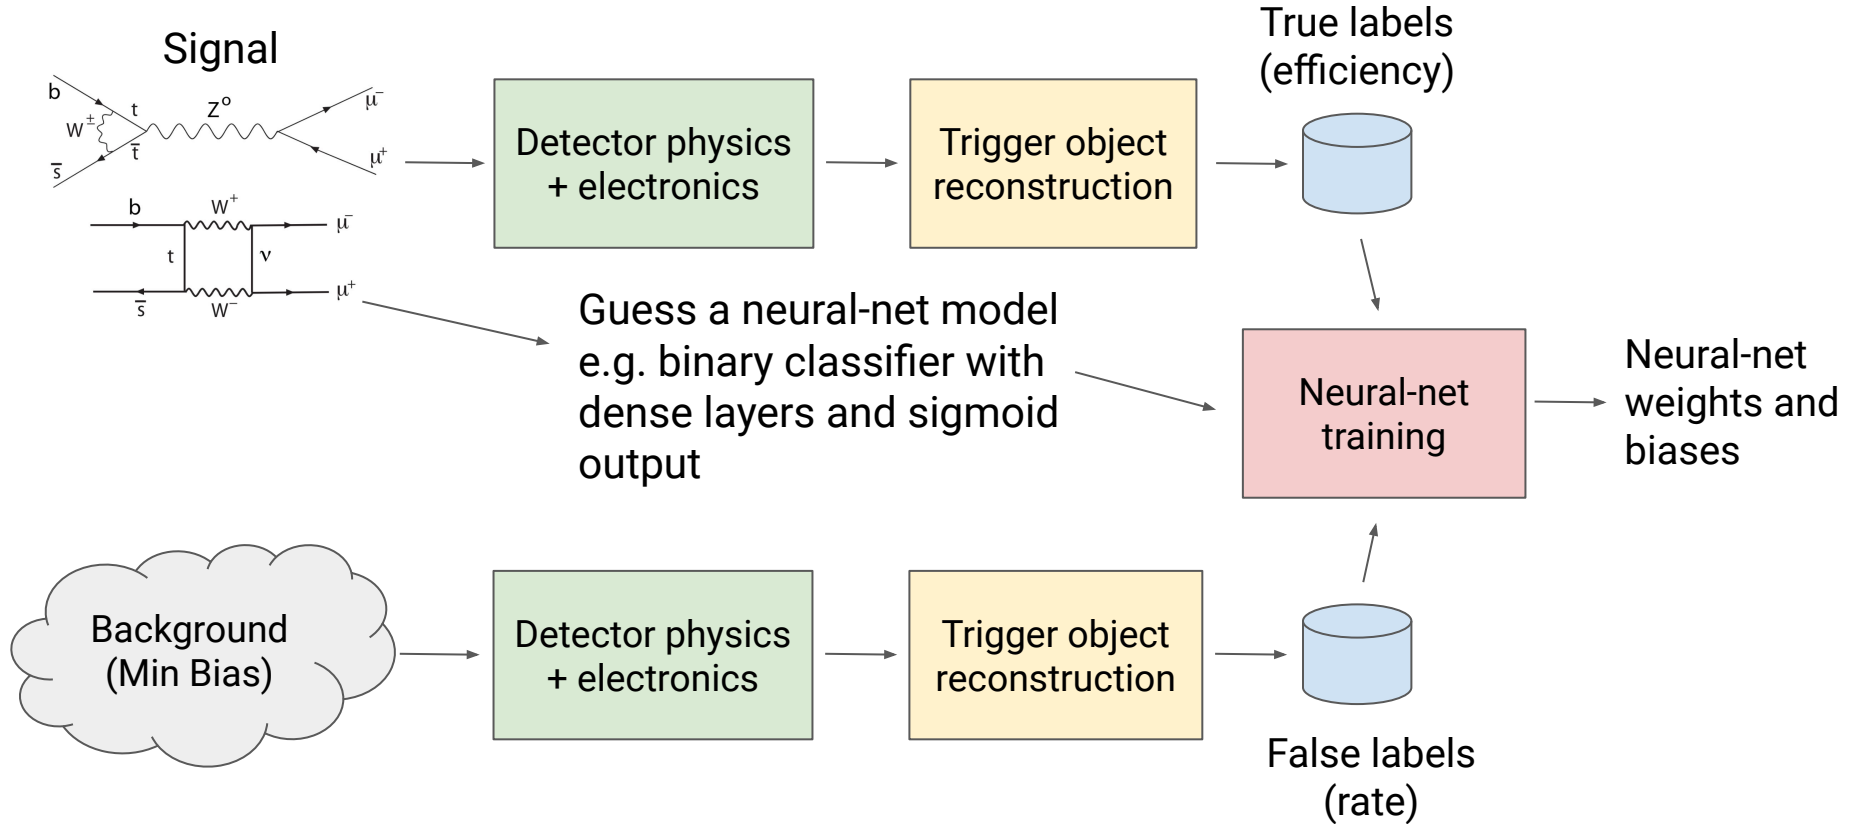 Signal
b
t
W±
Z⁰
μ⁻
s̅
t̅
μ⁺
b
W⁺
μ⁻
t
ν
s̅
W⁻
μ⁺
Detector physics
+ electronics
Trigger object
reconstruction
True labels
(efficiency)
Guess a neural-net model
e.g. binary classifier with
dense layers and sigmoid
output
Neural-net
training
Neural-net
weights and
biases
Background
(Min Bias)
Detector physics
+ electronics
Trigger object
reconstruction
False labels
(rate)